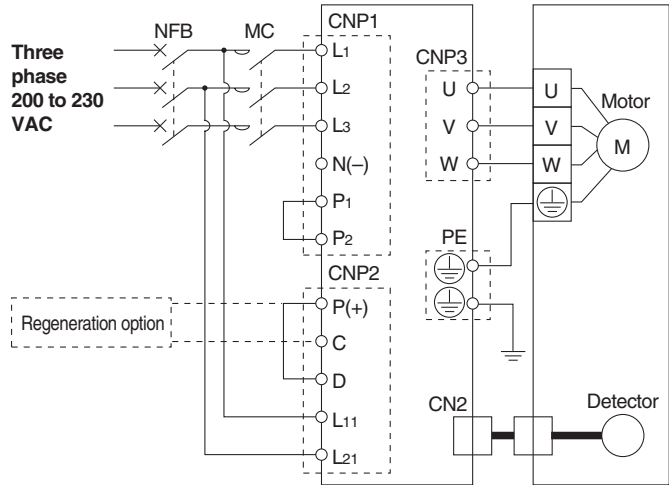 NFB
MC
CNP1
Three
phase
200 to 230
VAC
L1
L2
L3
N(–)
P1
P2
CNP2
P(+)
C
D
L11
L21
Regeneration option
CNP3
U
V
W
PE
CN2
U
V
W
Motor
M
Detector